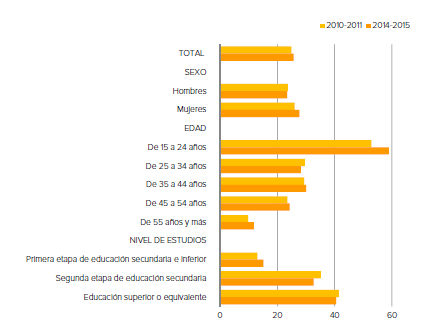 2010-2011 2014-2015
TOTAL
SEXO
Hombres
Mujeres
EDAD
De 15 a 24 años
De 25 a 34 años
De 35 a 44 años
De 45 a 54 años
De 55 años y más
NIVEL DE ESTUDIOS
Primera etapa de educación secundaria e inferior
Segunda etapa de educación secundaria
Educación superior o equivalente
0 20 40 60